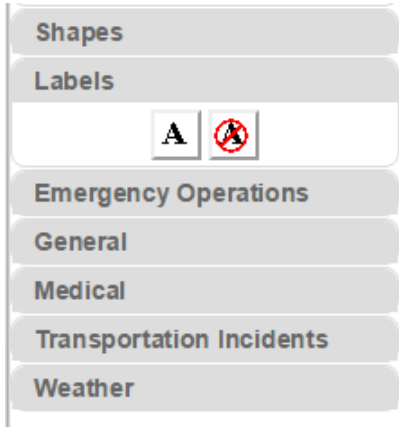 Shapes
Labels
A A
Emergency Operations
General
Medical
Transportation Incidents
Weather